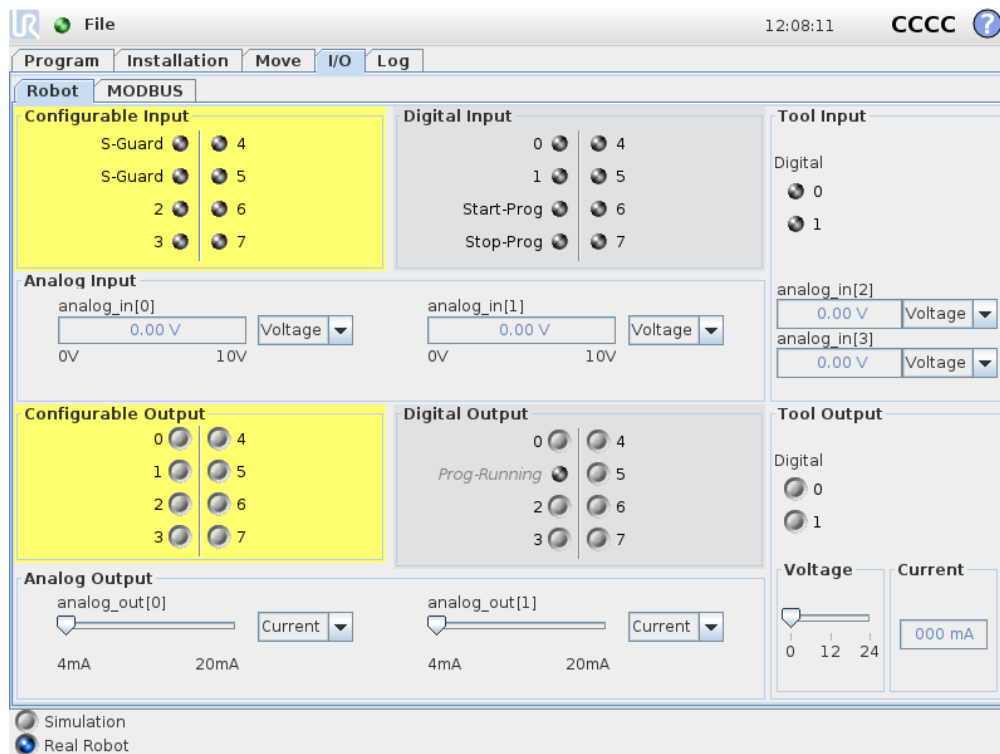 UR File 12:08:11 CCCC ?
Program Installation Move I/O Log
Robot MODBUS
Configurable Input
S-Guard 4
S-Guard 5
2 6
3 7
Digital Input
0 4
1 5
Start-Prog 6
Stop-Prog 7
Tool Input
Digital
0
1
analog_in[2]
0.00 V Voltage
analog_in[3]
0.00 V Voltage
Analog Input
analog_in[0]
0.00 V Voltage
0V 10V
analog_in[1]
0.00 V Voltage
0V 10V
Configurable Output
0 4
1 5
2 6
3 7
Digital Output
0 4
Prog-Running 5
2 6
3 7
Tool Output
Digital
0
1
Voltage
0 12 24
Current
000 mA
Analog Output
analog_out[0]
Current
4mA 20mA
analog_out[1]
Current
4mA 20mA
Simulation
Real Robot